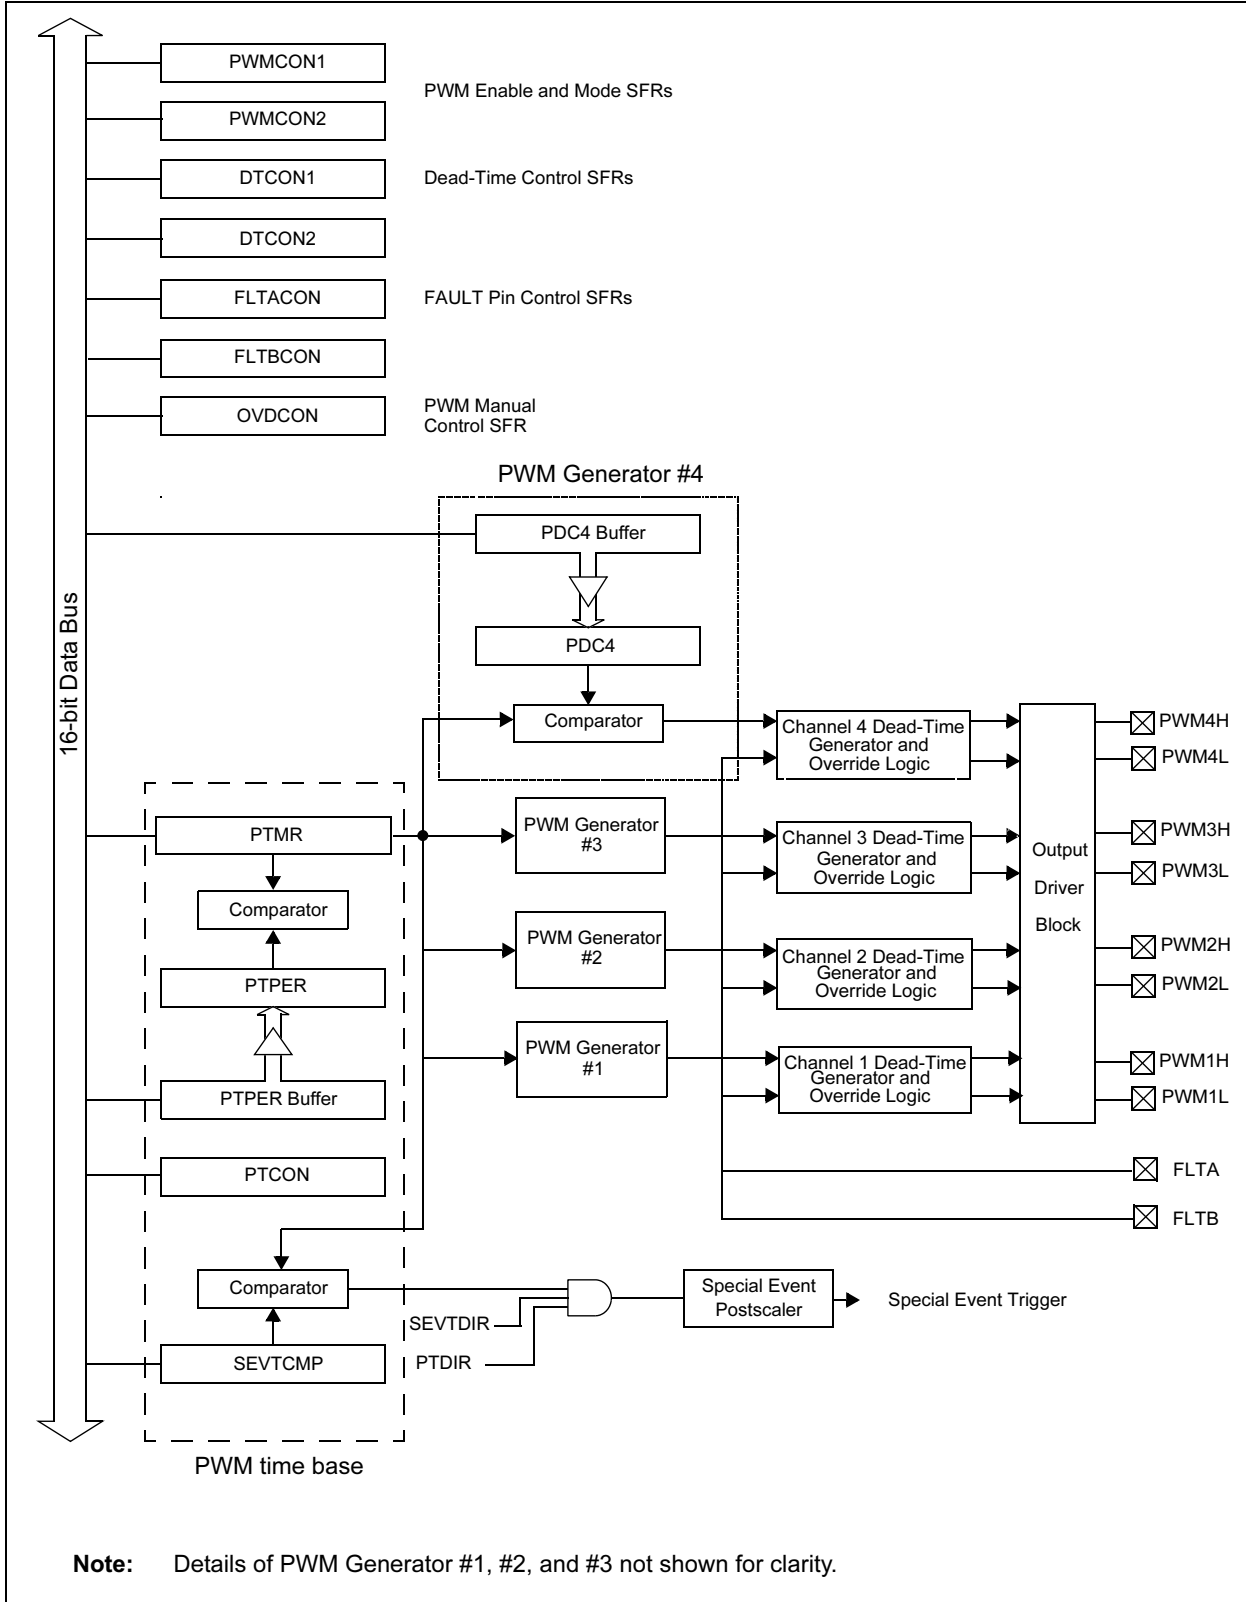 PWMCON1
PWM Enable and Mode SFRs
PWMCON2
DTCON1
Dead-Time Control SFRs
DTCON2
FLTACON
FAULT Pin Control SFRs
FLTBCON
OVDCON
PWM Manual
Control SFR
PWM Generator #4
PDC4 Buffer
PDC4
Comparator
16-bit Data Bus
Channel 4 Dead-Time
Generator and
Override Logic
PWM4H
PWM4L
PTMR
PWM Generator
#3
Channel 3 Dead-Time
Generator and
Override Logic
PWM3H
PWM3L
Output
Driver
Block
Comparator
PTPER
PWM Generator
#2
Channel 2 Dead-Time
Generator and
Override Logic
PWM2H
PWM2L
PTPER Buffer
PWM Generator
#1
Channel 1 Dead-Time
Generator and
Override Logic
PWM1H
PWM1L
PTCON
FLTA
FLTB
Comparator
SEVTDIR
PTDIR
Special Event
Postscaler
Special Event Trigger
SEVTCMP
PWM time base
Note: Details of PWM Generator #1, #2, and #3 not shown for clarity.